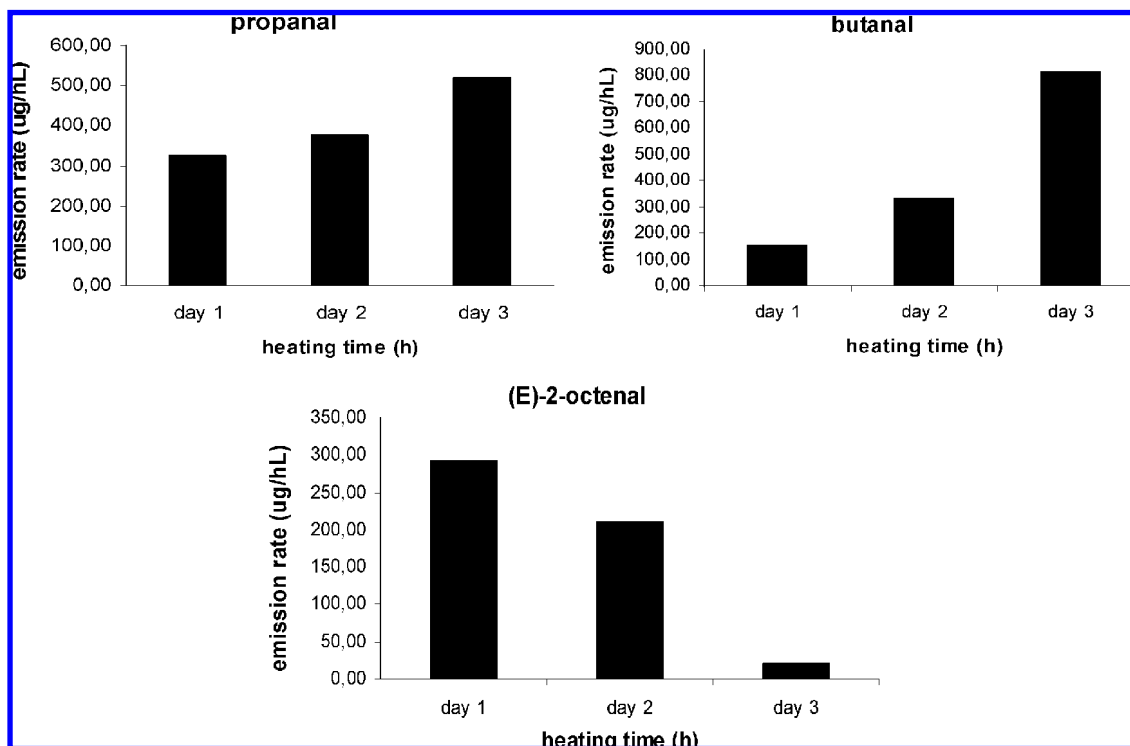 propanal
emission rate (ug/hL)
600,00
500,00
400,00
300,00
200,00
100,00
0,00
day 1 day 2 day 3
heating time (h)
butanal
emission rate (ug/hL)
900,00
800,00
700,00
600,00
500,00
400,00
300,00
200,00
100,00
0,00
day 1 day 2 day 3
heating time (h)
(E)-2-octenal
emission rate (ug/hL)
350,00
300,00
250,00
200,00
150,00
100,00
50,00
0,00
day 1 day 2 day 3
heating time (h)